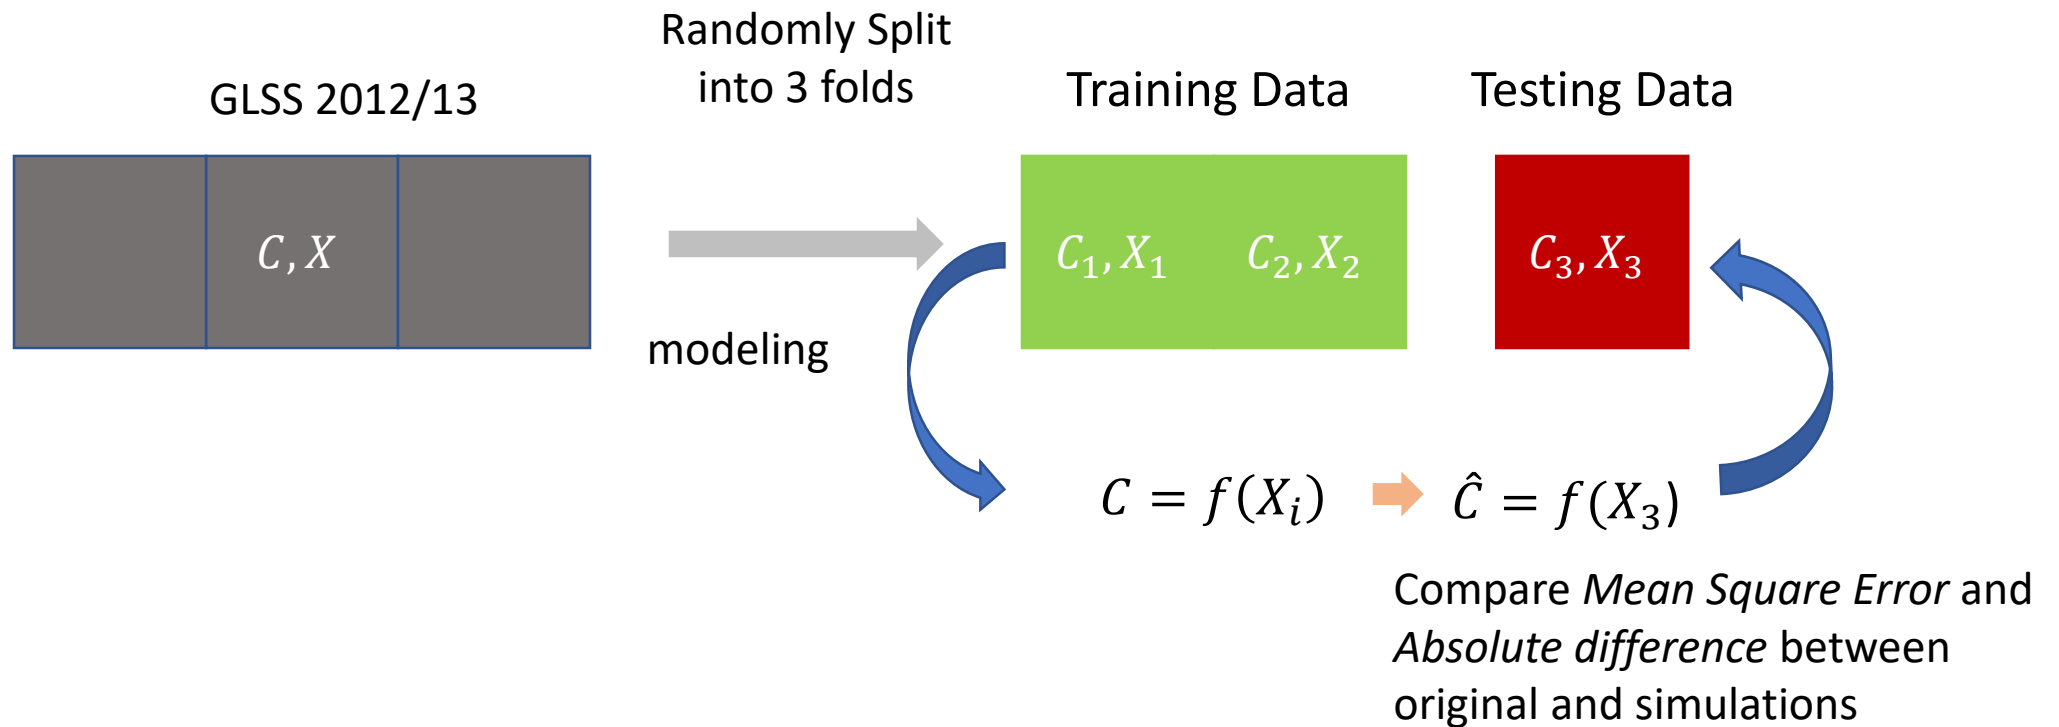 GLSS 2012/13
Randomly Split
into 3 folds
Training Data
Testing Data
C, X
C₁, X₁
C₂, X₂
C₃, X₃
modeling
C = f(Xᵢ)
Ĉ = f(X₃)
Compare Mean Square Error and
Absolute difference between
original and simulations